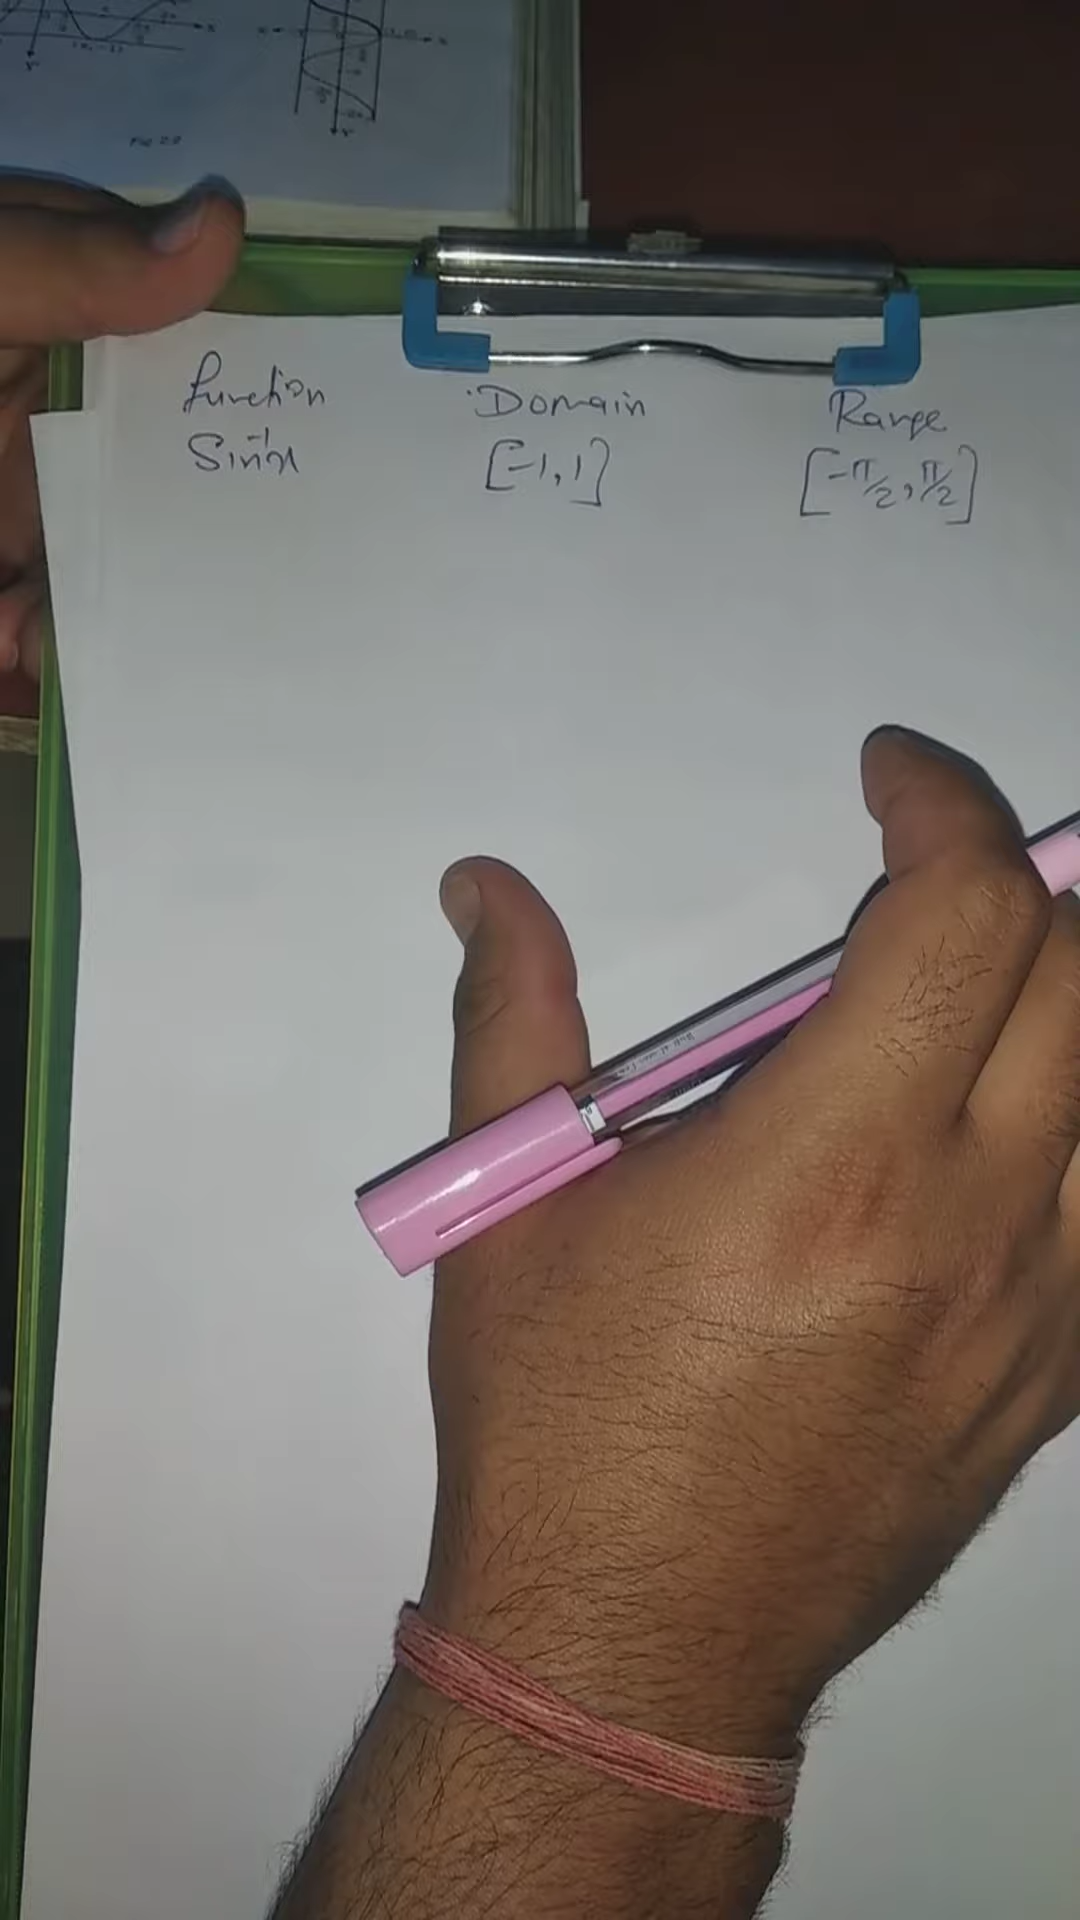 Function Domain Range
Sin⁻¹x [-1, 1] [-π/2, π/2]